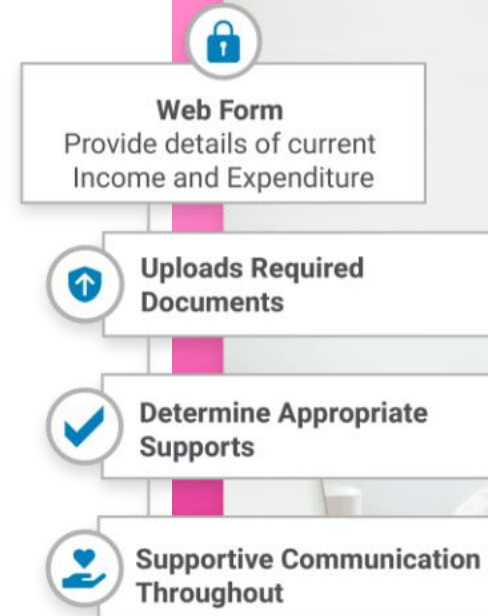 Web Form
Provide details of current
Income and Expenditure
Uploads Required
Documents
Determine Appropriate
Supports
Supportive Communication
Throughout